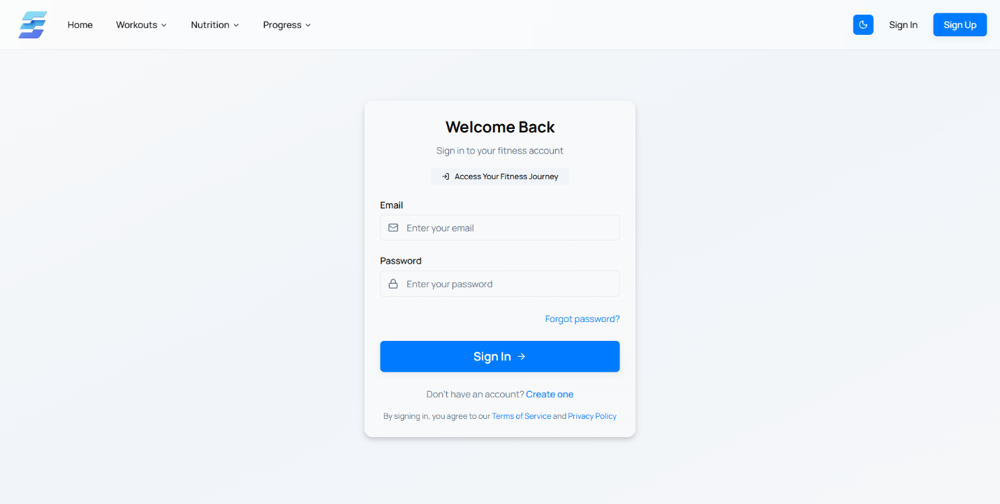 Home Workouts Nutrition Progress Sign In Sign Up
Welcome Back
Sign in to your fitness account
Access Your Fitness Journey
Email
Enter your email
Password
Enter your password
Forgot password?
Sign In
Don't have an account? Create one
By signing in, you agree to our Terms of Service and Privacy Policy